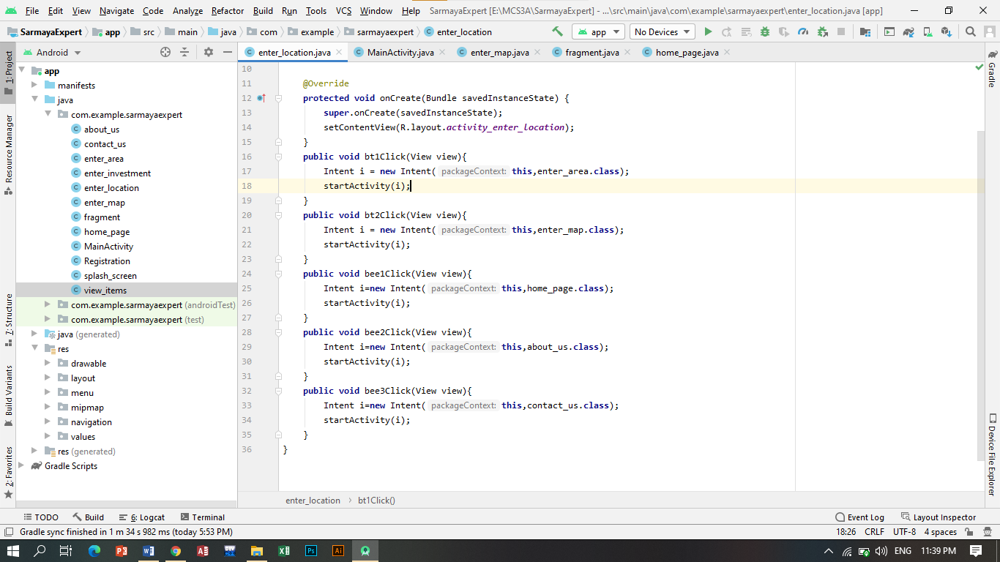 File Edit View Navigate Code Analyze Refactor Build Run Tools VCS Window Help SarmayaExpert [E:\MCS3A\SarmayaExpert] - ...\src\main\java\com\example\sarmayaexpert\enter_location.java [app]
SarmayaExpert app src main java com example sarmayaexpert enter_location app No Devices
Android
enter_location.java MainActivity.java enter_map.java fragment.java home_page.java
1: Project
Resource Manager
7: Structure
Build Variants
2: Favorites
app
manifests
java
com.example.sarmayaexpert
about_us
contact_us
enter_area
enter_investment
enter_location
enter_map
fragment
home_page
MainActivity
Registration
splash_screen
view_items
com.example.sarmayaexpert (androidTest)
com.example.sarmayaexpert (test)
java (generated)
res
drawable
layout
menu
mipmap
navigation
values
res (generated)
Gradle Scripts
10
11 @Override
12 protected void onCreate(Bundle savedInstanceState) {
13 super.onCreate(savedInstanceState);
14 setContentView(R.layout.activity_enter_location);
15 }
16 public void bt1Click(View view){
17 Intent i = new Intent( packageContext: this,enter_area.class);
18 startActivity(i);
19 }
20 public void bt2Click(View view){
21 Intent i = new Intent( packageContext: this,enter_map.class);
22 startActivity(i);
23 }
24 public void bee1Click(View view){
25 Intent i=new Intent( packageContext: this,home_page.class);
26 startActivity(i);
27 }
28 public void bee2Click(View view){
29 Intent i=new Intent( packageContext: this,about_us.class);
30 startActivity(i);
31 }
32 public void bee3Click(View view){
33 Intent i=new Intent( packageContext: this,contact_us.class);
34 startActivity(i);
35 }
36 }
enter_location bt1Click()
Gradle
Device File Explorer
TODO Build 6: Logcat Terminal Event Log Layout Inspector
Gradle sync finished in 1 m 34 s 982 ms (today 5:53 PM) 18:26 CRLF UTF-8 4 spaces
ENG 11:39 PM